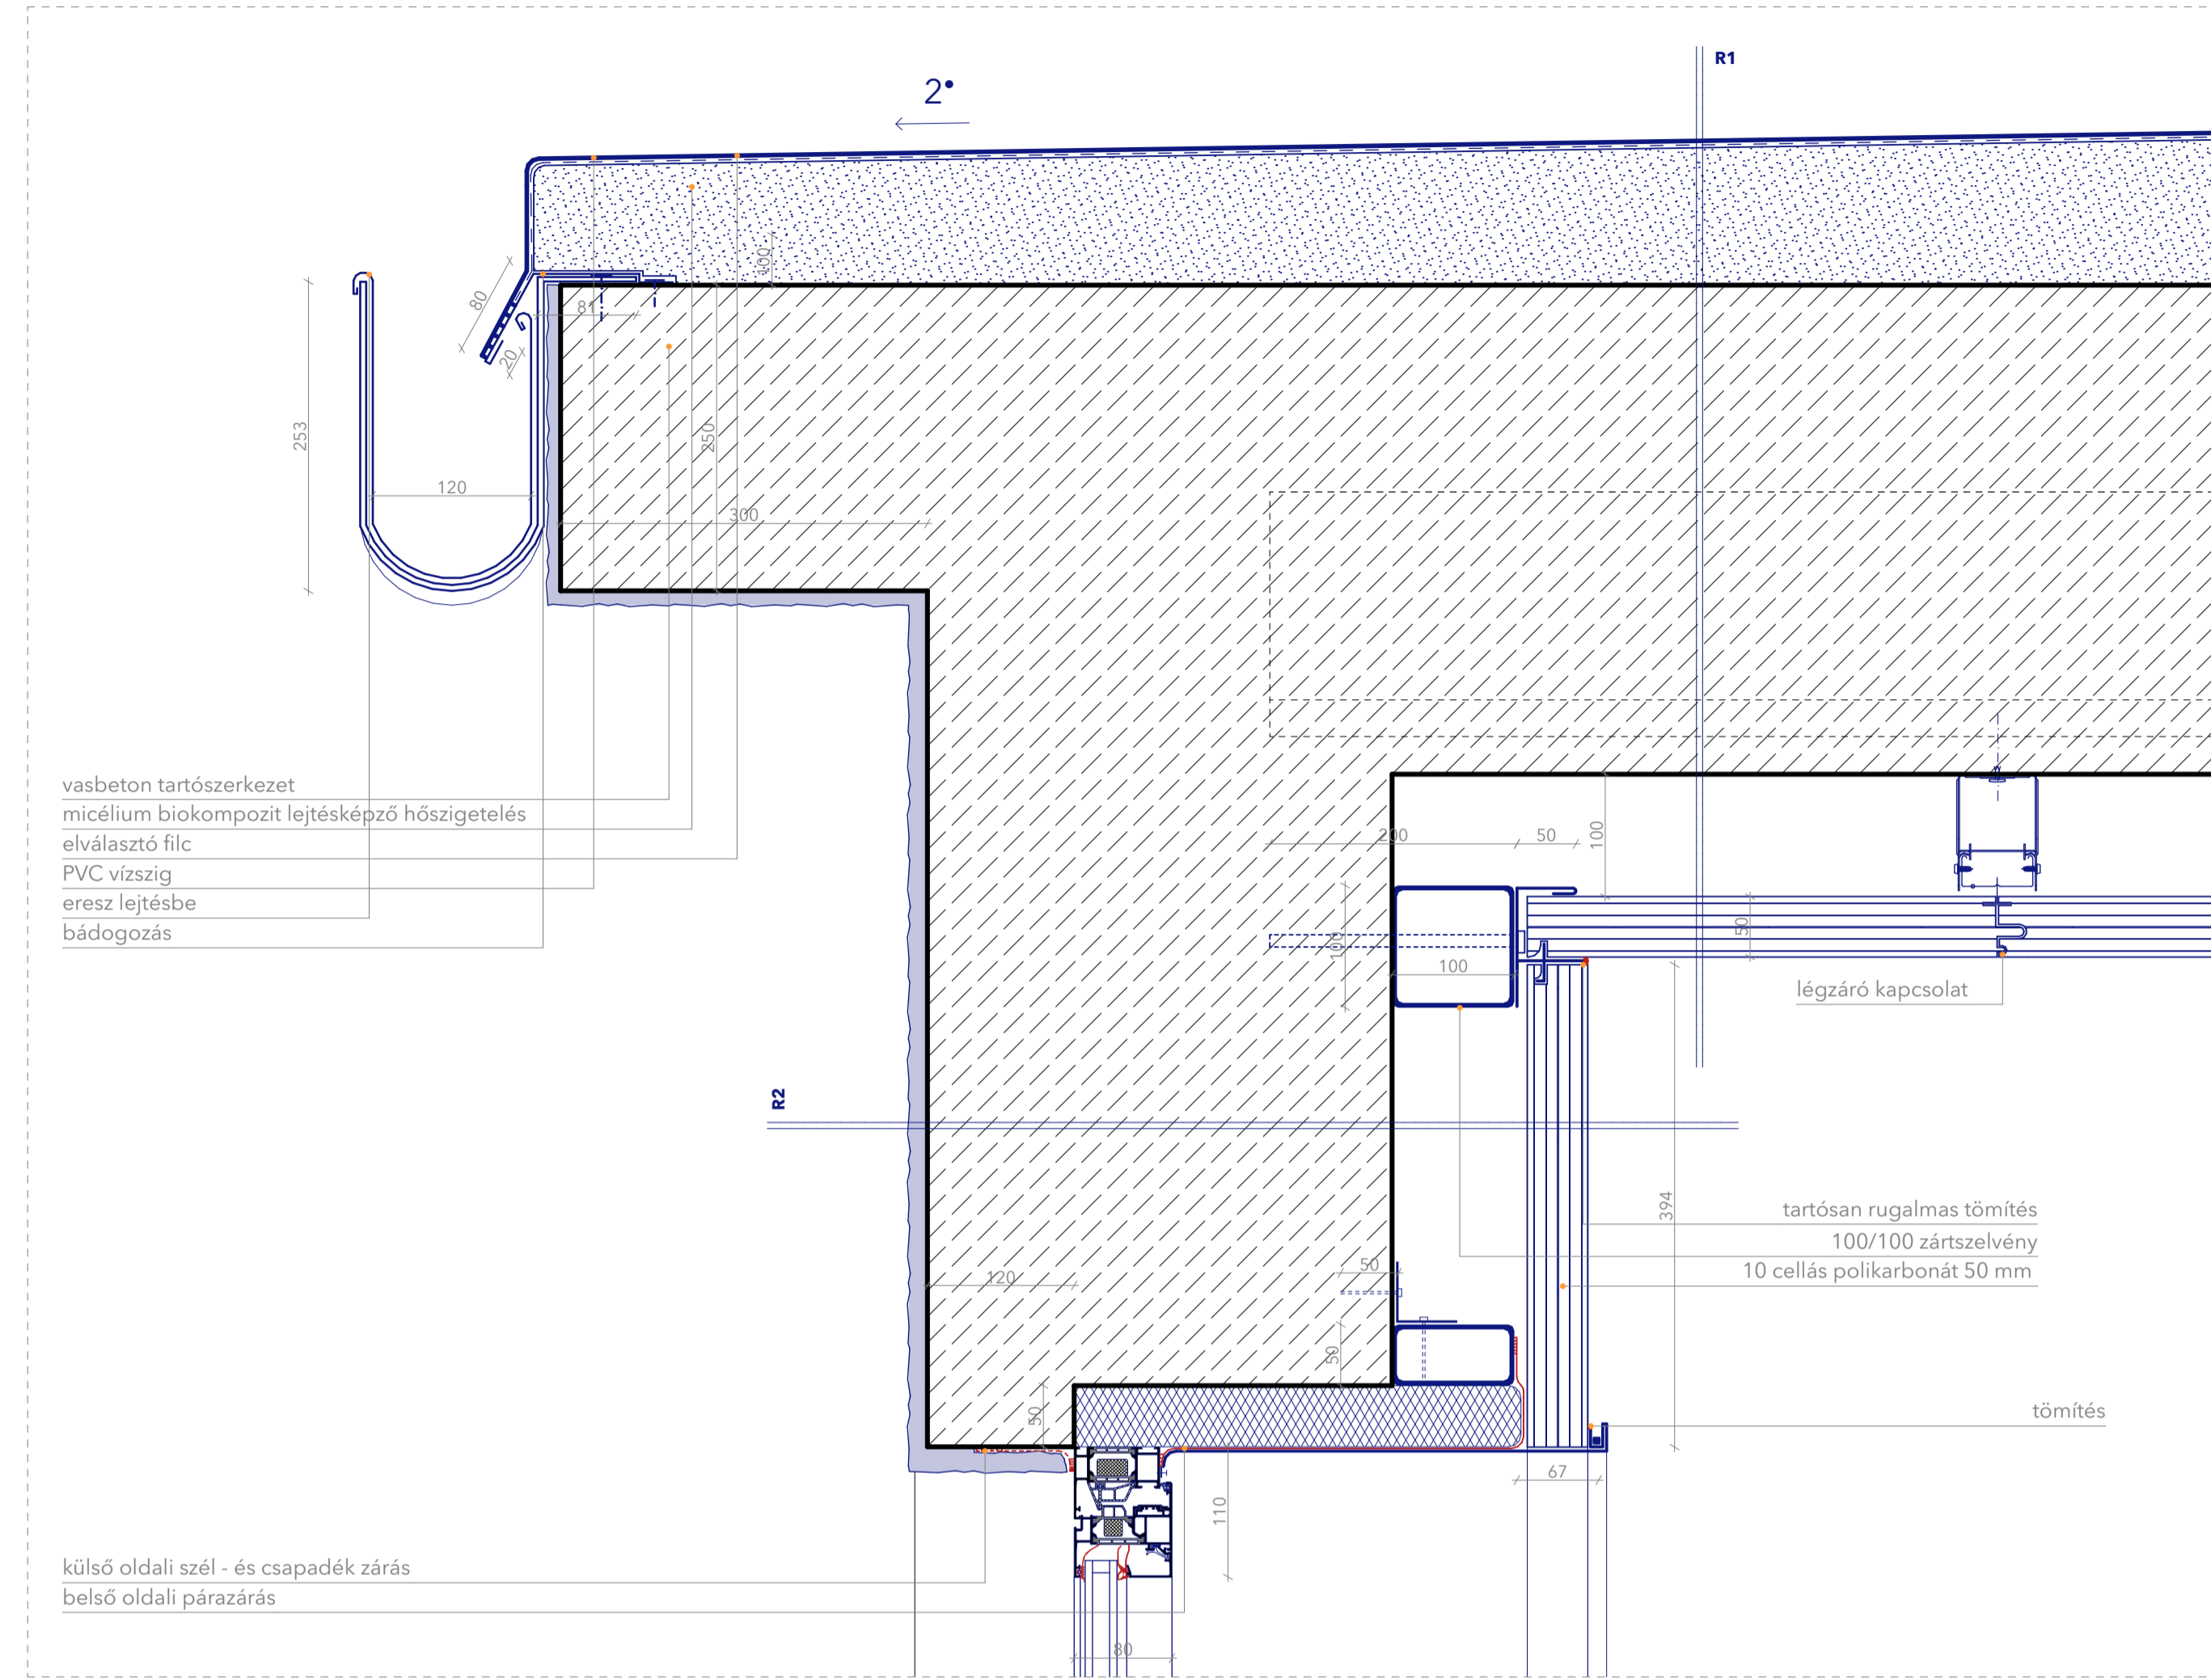 R1
2°
100
80
81
20
253
250
120
300
vasbeton tartószerkezet
micélium biokompozit lejtésképző hőszigetelés
elválasztó filc
PVC vízszig
eresz lejtésbe
bádogozás
200
50
100
50
100
100
légzáró kapcsolat
R2
394
tartósan rugalmas tömítés
100/100 zártszelvény
10 cellás polikarbonát 50 mm
50
120
50
50
tömítés
67
110
külső oldali szél - és csapadék zárás
belső oldali párazárás
80